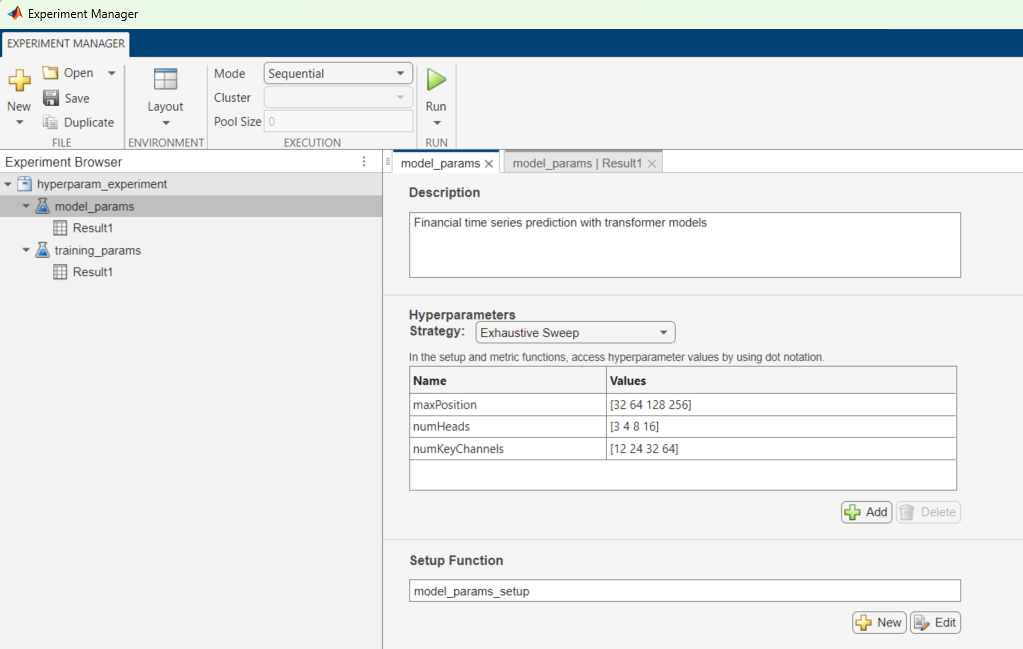 Experiment Manager
EXPERIMENT MANAGER
New
Open
Save
Duplicate
FILE
Layout
ENVIRONMENT
Mode Sequential
Cluster
Pool Size 0
EXECUTION
Run
RUN
Experiment Browser
hyperparam_experiment
model_params
Result1
training_params
Result1
model_params model_params | Result1
Description
Financial time series prediction with transformer models
Hyperparameters
Strategy: Exhaustive Sweep
In the setup and metric functions, access hyperparameter values by using dot notation.
Name Values
maxPosition [32 64 128 256]
numHeads [3 4 8 16]
numKeyChannels [12 24 32 64]
Add Delete
Setup Function
model_params_setup
New Edit